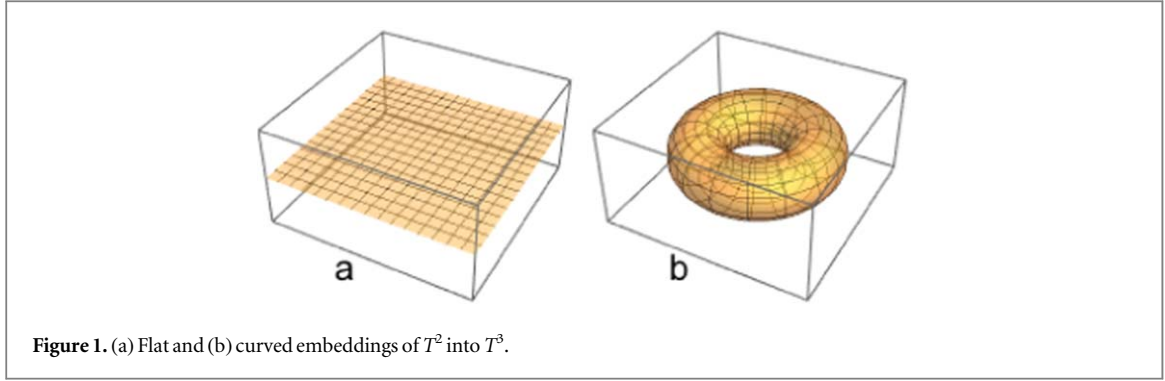 a b
Figure 1. (a) Flat and (b) curved embeddings of T² into T³.